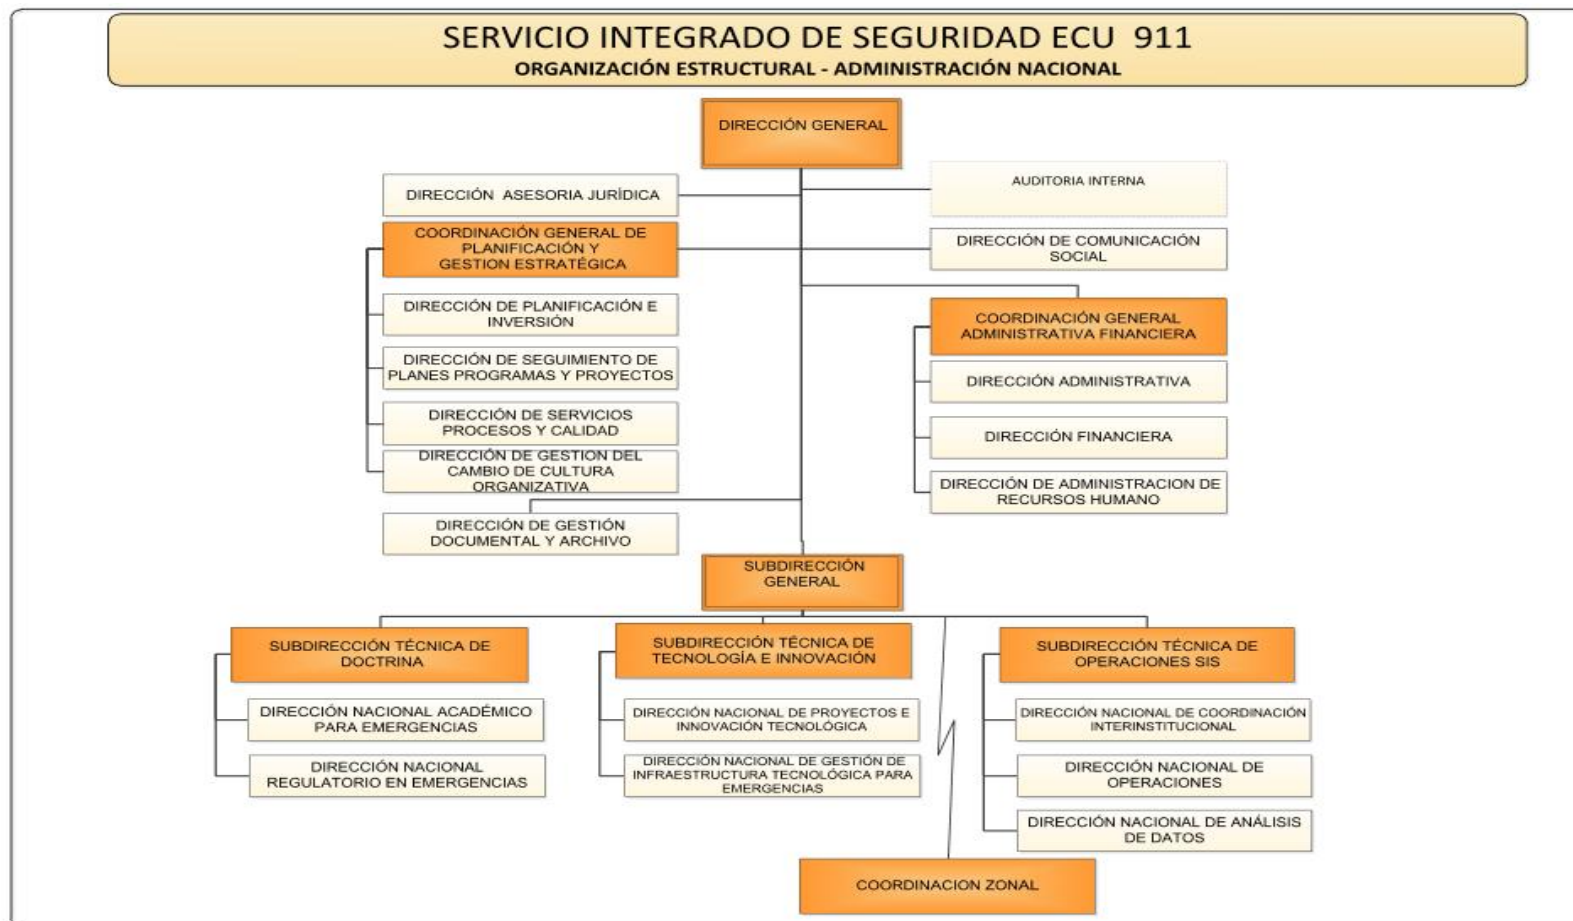 SERVICIO INTEGRADO DE SEGURIDAD ECU 911
ORGANIZACIÓN ESTRUCTURAL - ADMINISTRACIÓN NACIONAL
DIRECCIÓN GENERAL
DIRECCIÓN ASESORIA JURÍDICA
AUDITORIA INTERNA
COORDINACIÓN GENERAL DE
PLANIFICACIÓN Y
GESTION ESTRATÉGICA
DIRECCIÓN DE COMUNICACIÓN
SOCIAL
DIRECCIÓN DE PLANIFICACIÓN E
INVERSIÓN
DIRECCIÓN DE SEGUIMIENTO DE
PLANES PROGRAMAS Y PROYECTOS
DIRECCIÓN DE SERVICIOS
PROCESOS Y CALIDAD
DIRECCIÓN DE GESTION DEL
CAMBIO DE CULTURA
ORGANIZATIVA
COORDINACIÓN GENERAL
ADMINISTRATIVA FINANCIERA
DIRECCIÓN ADMINISTRATIVA
DIRECCIÓN FINANCIERA
DIRECCIÓN DE ADMINISTRACION DE
RECURSOS HUMANO
DIRECCIÓN DE GESTIÓN
DOCUMENTAL Y ARCHIVO
SUBDIRECCIÓN
GENERAL
SUBDIRECCIÓN TÉCNICA DE
DOCTRINA
DIRECCIÓN NACIONAL ACADÉMICO
PARA EMERGENCIAS
DIRECCIÓN NACIONAL
REGULATORIO EN EMERGENCIAS
SUBDIRECCIÓN TÉCNICA DE
TECNOLOGÍA E INNOVACIÓN
DIRECCIÓN NACIONAL DE PROYECTOS E
INNOVACIÓN TECNOLÓGICA
DIRECCIÓN NACIONAL DE GESTIÓN DE
INFRAESTRUCTURA TECNOLÓGICA PARA
EMERGENCIAS
SUBDIRECCIÓN TÉCNICA DE
OPERACIONES SIS
DIRECCIÓN NACIONAL DE COORDINACIÓN
INTERINSTITUCIONAL
DIRECCIÓN NACIONAL DE
OPERACIONES
DIRECCIÓN NACIONAL DE ANÁLISIS
DE DATOS
COORDINACION ZONAL